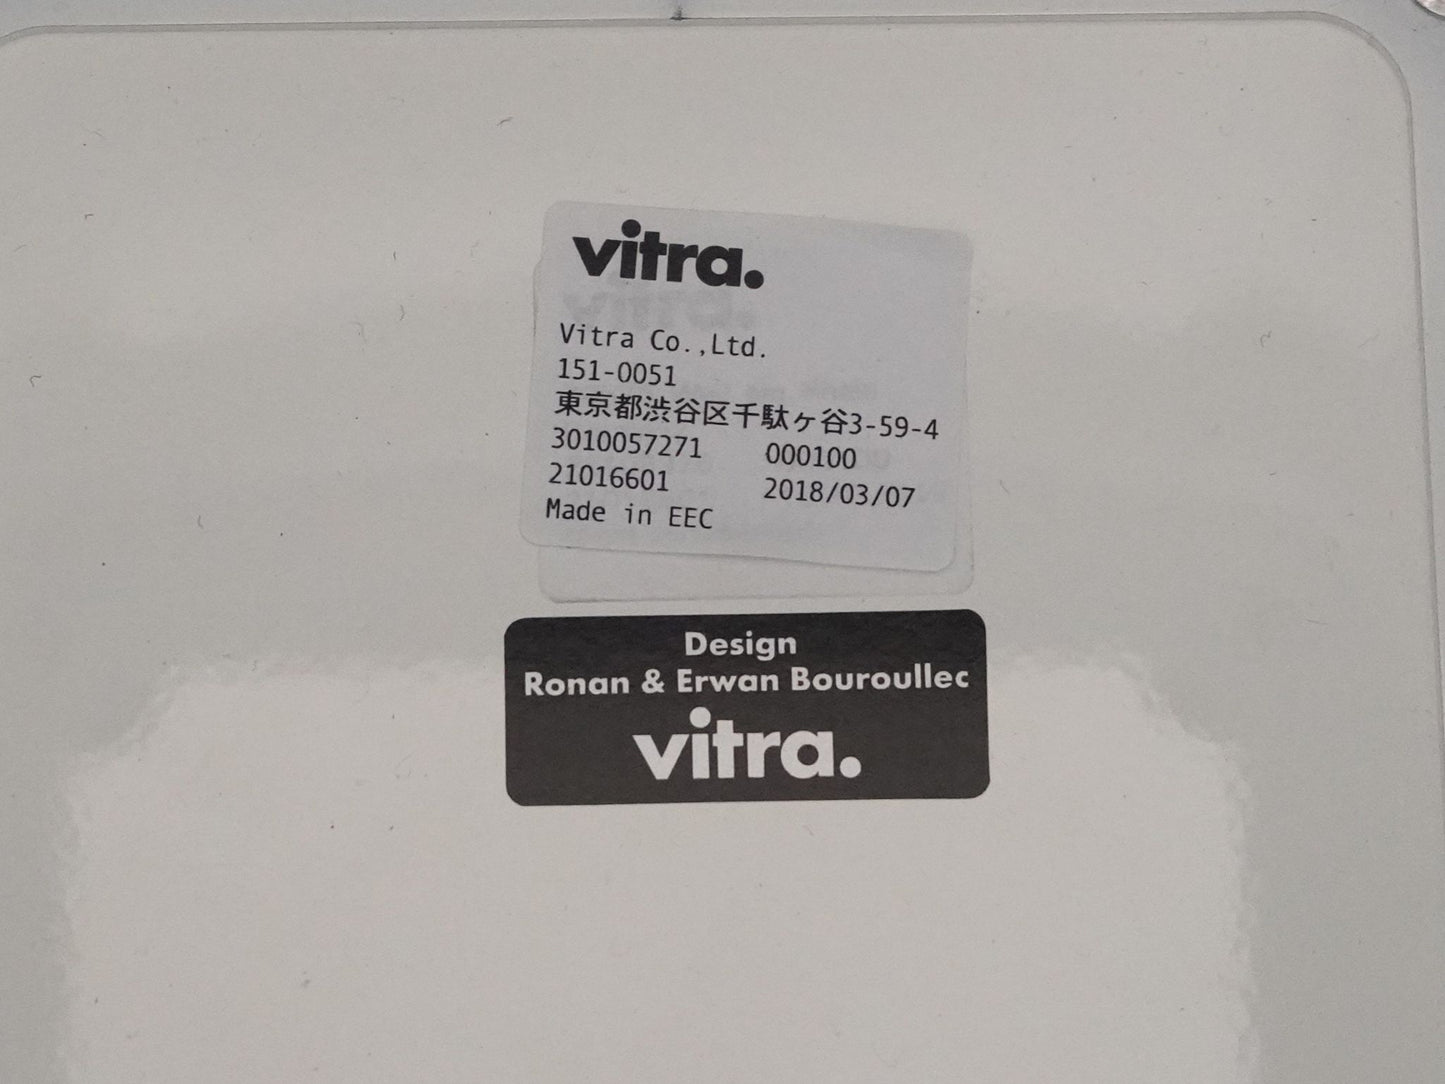 vitra.
Vitra Co.,Ltd.
151-0051
東京都渋谷区千駄ヶ谷3-59-4
3010057271 000100
21016601 2018/03/07
Made in EEC
Design
Ronan & Erwan Bouroullec
vitra.